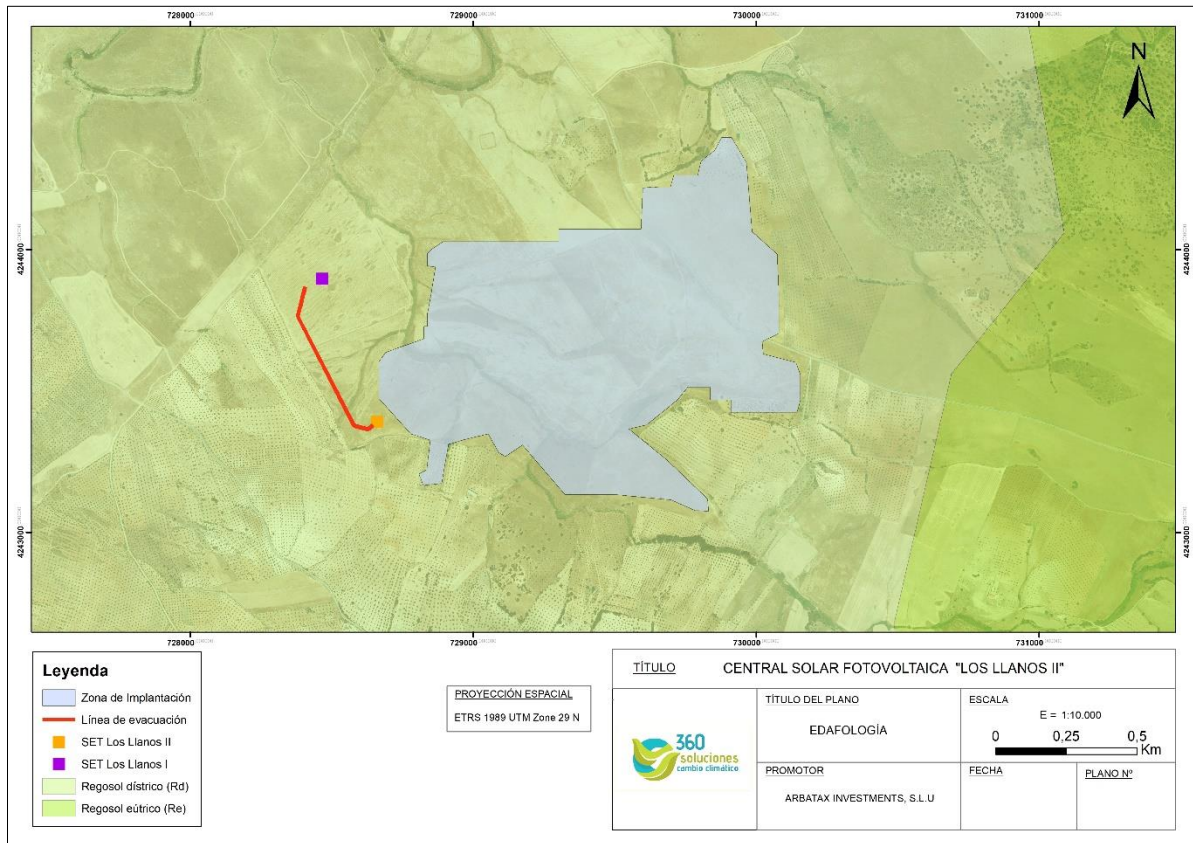 728000
729000
730000
731000
N
4244000
4244000
4243000
4243000
728000
729000
730000
731000
Leyenda
Zona de Implantación
Línea de evacuación
SET Los Llanos II
SET Los Llanos I
Regosol dístrico (Rd)
Regosol eútrico (Re)
PROYECCIÓN ESPACIAL
ETRS 1989 UTM Zone 29 N
TÍTULO CENTRAL SOLAR FOTOVOLTAICA "LOS LLANOS II"
360
soluciones
cambio climático
TÍTULO DEL PLANO
EDAFOLOGÍA
ESCALA
E = 1:10.000
0 0,25 0,5
Km
PROMOTOR
ARBATAX INVESTMENTS, S.L.U
FECHA
PLANO Nº